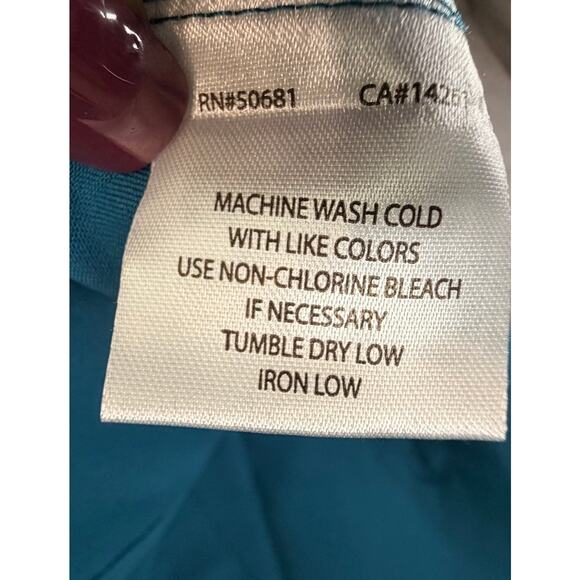 RN#50681
MACHINE WASH COLD
WITH LIKE COLORS
USE NON-CHLORINE BLEACH
IF NECESSARY
TUMBLE DRY LOW
IRON LOW